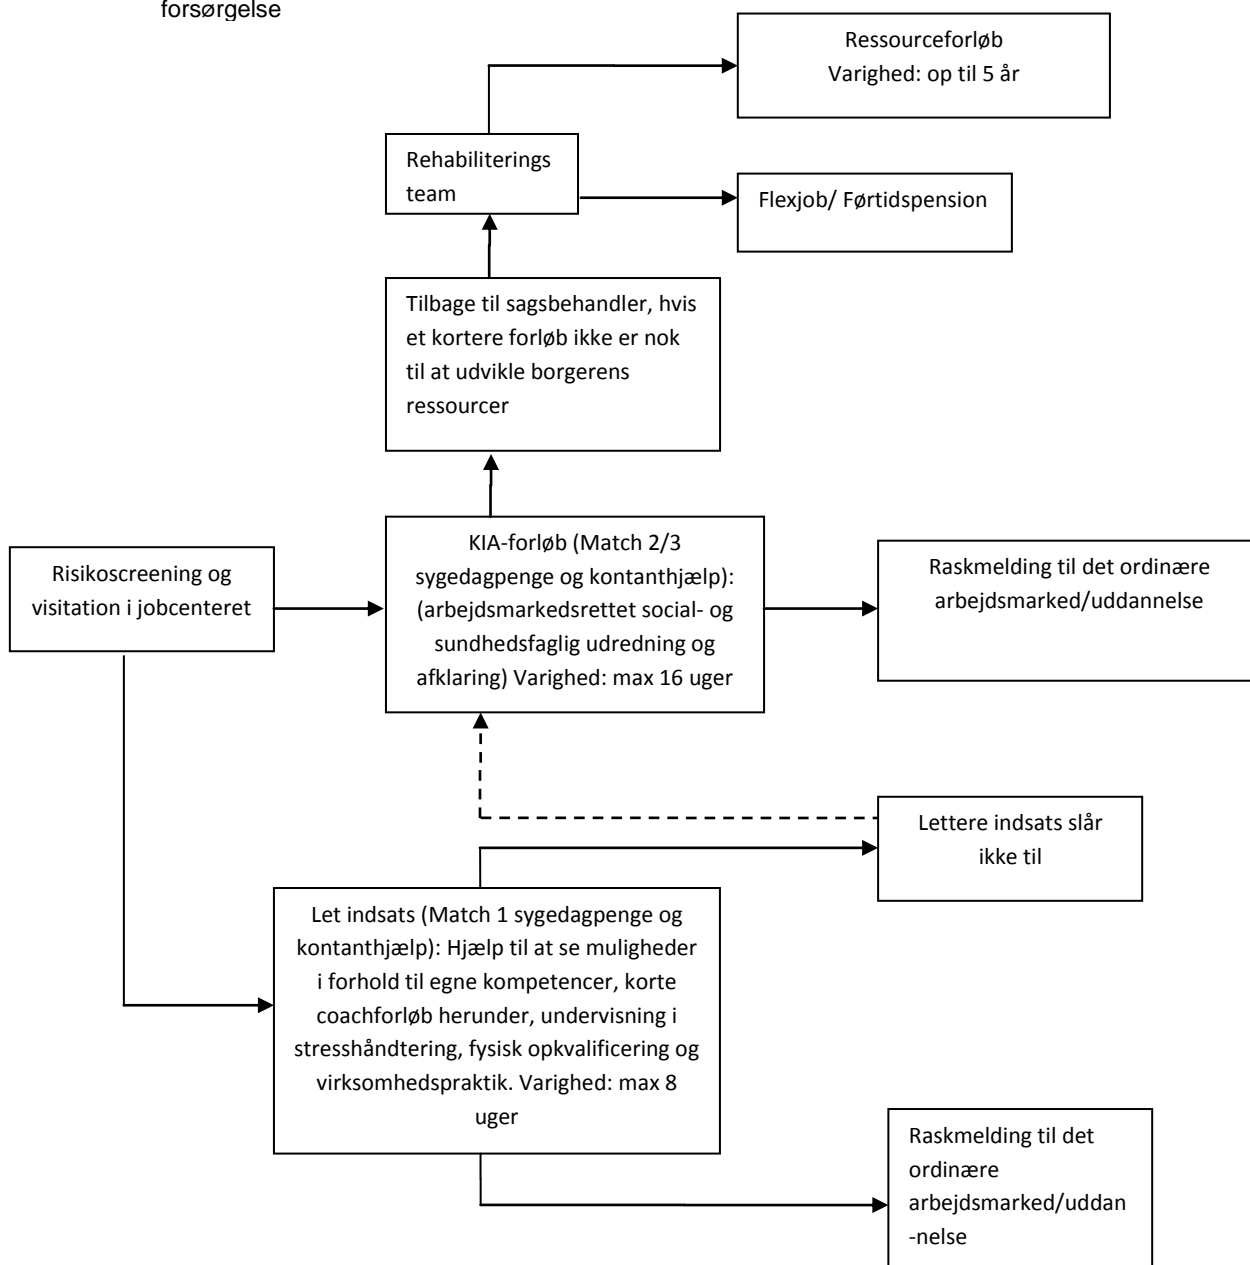 forsørgelse
Ressourceforløb
Varighed: op til 5 år
Rehabiliterings
team
Flexjob/ Førtidspension
Tilbage til sagsbehandler, hvis
et kortere forløb ikke er nok
til at udvikle borgerens
ressourcer
KIA-forløb (Match 2/3
sygedagpenge og kontanthjælp):
(arbejdsmarkedsrettet social- og
sundhedsfaglig udredning og
afklaring) Varighed: max 16 uger
Risikoscreening og
visitation i jobcenteret
Raskmelding til det ordinære
arbejdsmarked/uddannelse
Lettere indsats slår
ikke til
Let indsats (Match 1 sygedagpenge og
kontanthjælp): Hjælp til at se muligheder
i forhold til egne kompetencer, korte
coachforløb herunder, undervisning i
stresshåndtering, fysisk opkvalificering og
virksomhedspraktik. Varighed: max 8
uger
Raskmelding til det
ordinære
arbejdsmarked/uddan
-nelse